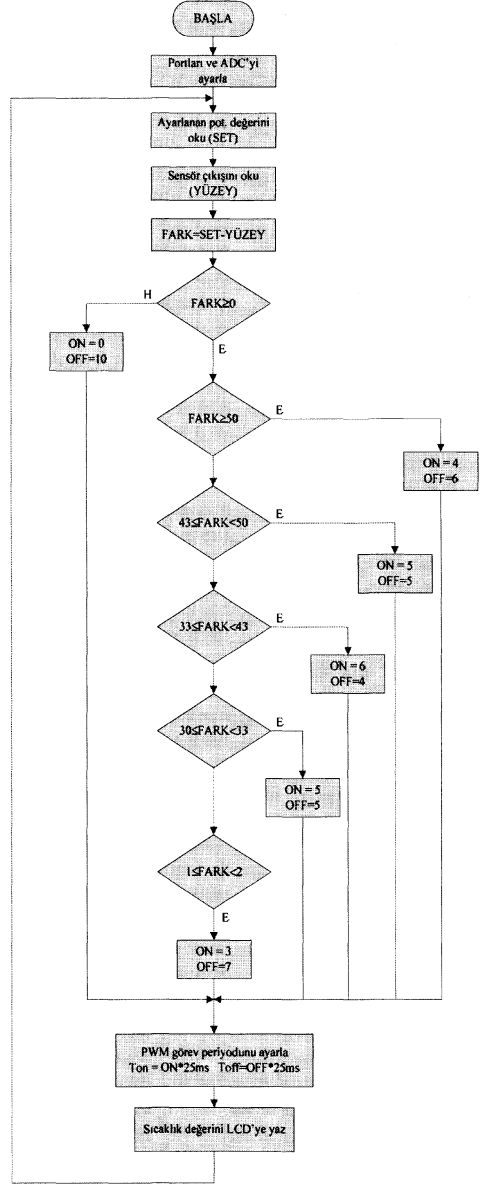 BAŞLA
Portları ve ADC'yi
ayarla
Ayarlanan pot. değerini
oku (SET)
Sensör çıkışını oku
(YÜZEY)
FARK=SET-YÜZEY
H
FARK≥0
ON = 0
OFF=10
E
FARK≥50
E
ON = 4
OFF=6
43≤FARK<50
E
ON = 5
OFF=5
33≤FARK<43
E
ON = 6
OFF=4
30≤FARK<33
E
ON = 5
OFF=5
1≤FARK<2
E
ON = 3
OFF=7
PWM görev periyodunu ayarla
Ton = ON*25ms Toff=OFF*25ms
Sıcaklık değerini LCD'ye yaz